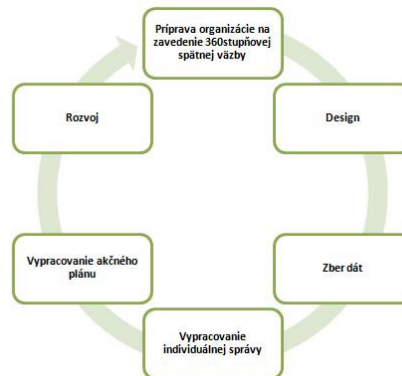 Príprava organizácie na
zavedenie 360stupňovej
spätnej väzby
Design
Zber dát
Vypracovanie
individuálnej správy
Vypracovanie akčného
plánu
Rozvoj